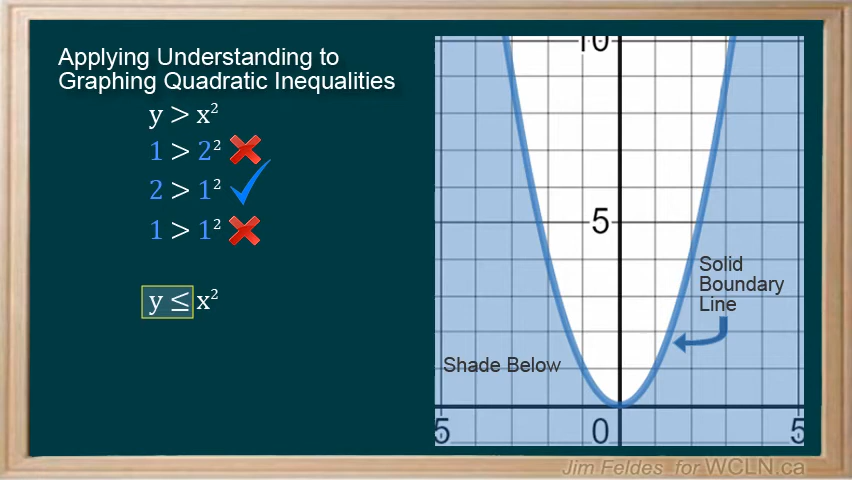 Applying Understanding to
Graphing Quadratic Inequalities
y > x²
1 > 2²
2 > 1²
1 > 1²
y ≤ x²
10
5
Solid
Boundary
Line
Shade Below
5
0
5
Jim Feldes for WCLN.ca